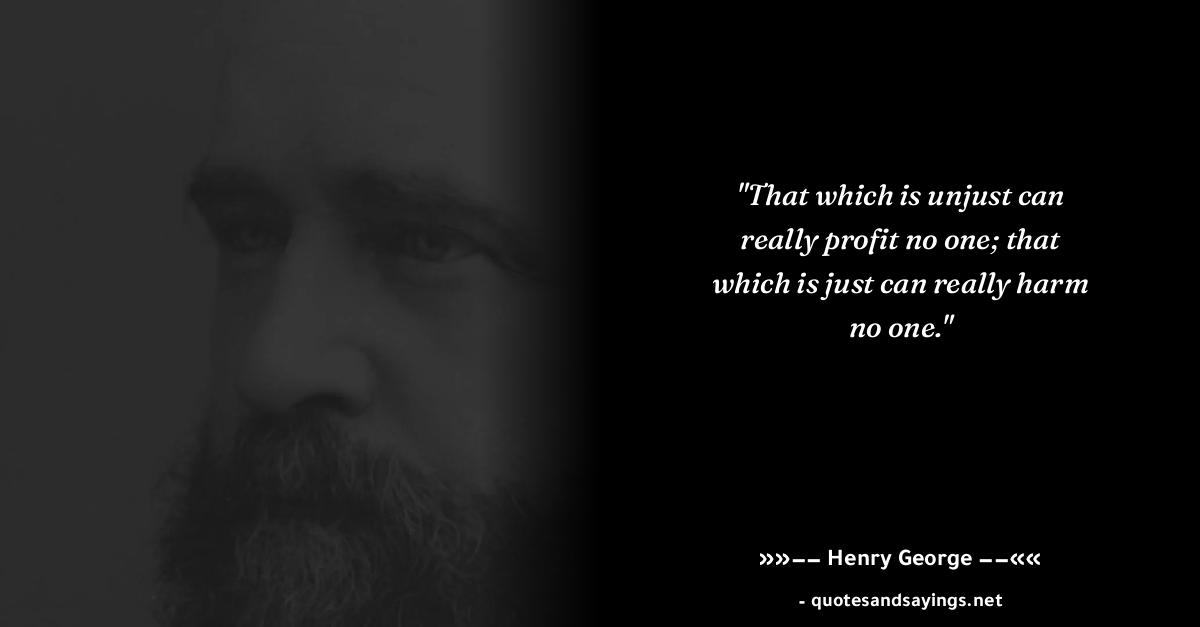 "That which is unjust can
really profit no one; that
which is just can really harm
no one."
»»–– Henry George ––««
- quotesandsayings.net